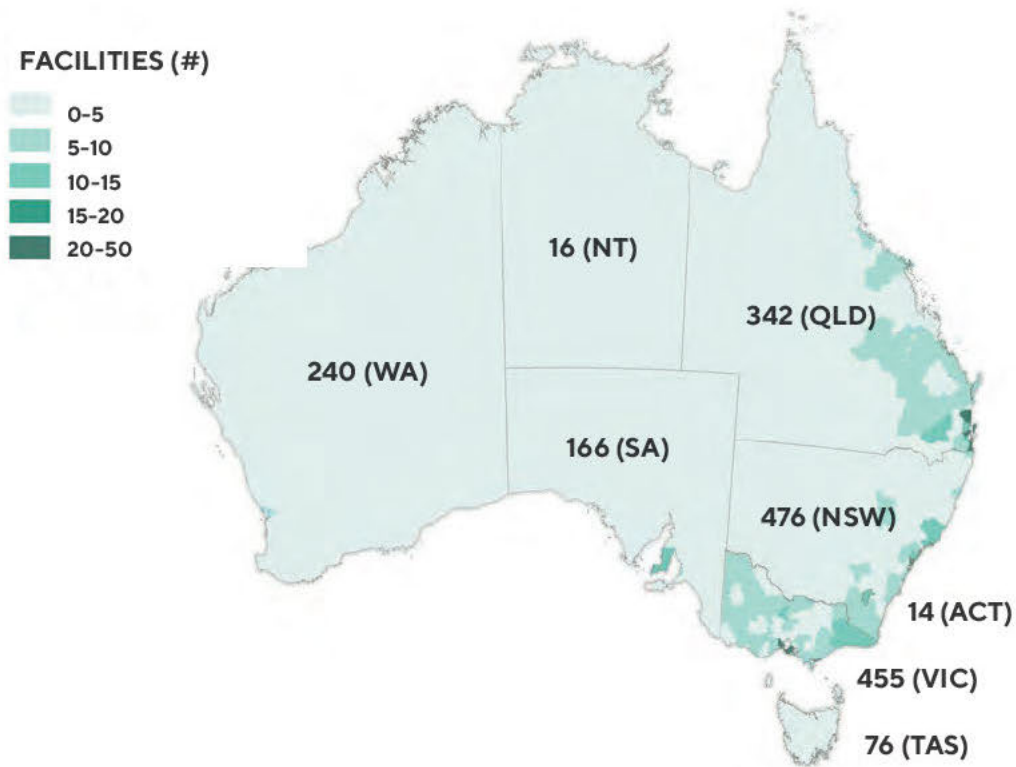 FACILITIES (#)
0-5
5-10
10-15
15-20
20-50
16 (NT)
342 (QLD)
240 (WA)
166 (SA)
476 (NSW)
14 (ACT)
455 (VIC)
76 (TAS)